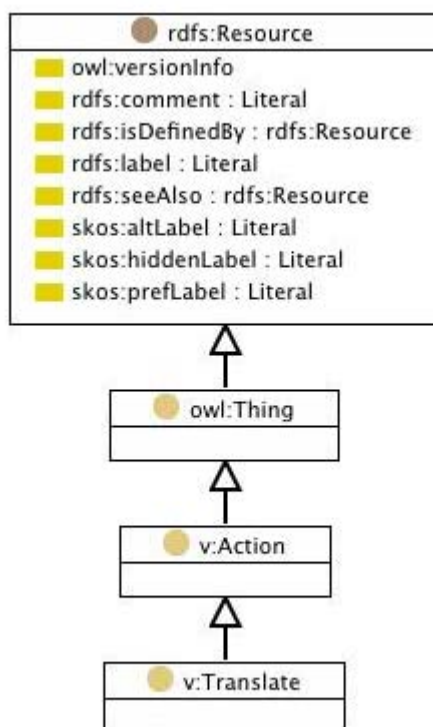 rdfs:Resource
owl:versionInfo
rdfs:comment : Literal
rdfs:isDefinedBy : rdfs:Resource
rdfs:label : Literal
rdfs:seeAlso : rdfs:Resource
skos:altLabel : Literal
skos:hiddenLabel : Literal
skos:prefLabel : Literal
owl:Thing
v:Action
v:Translate